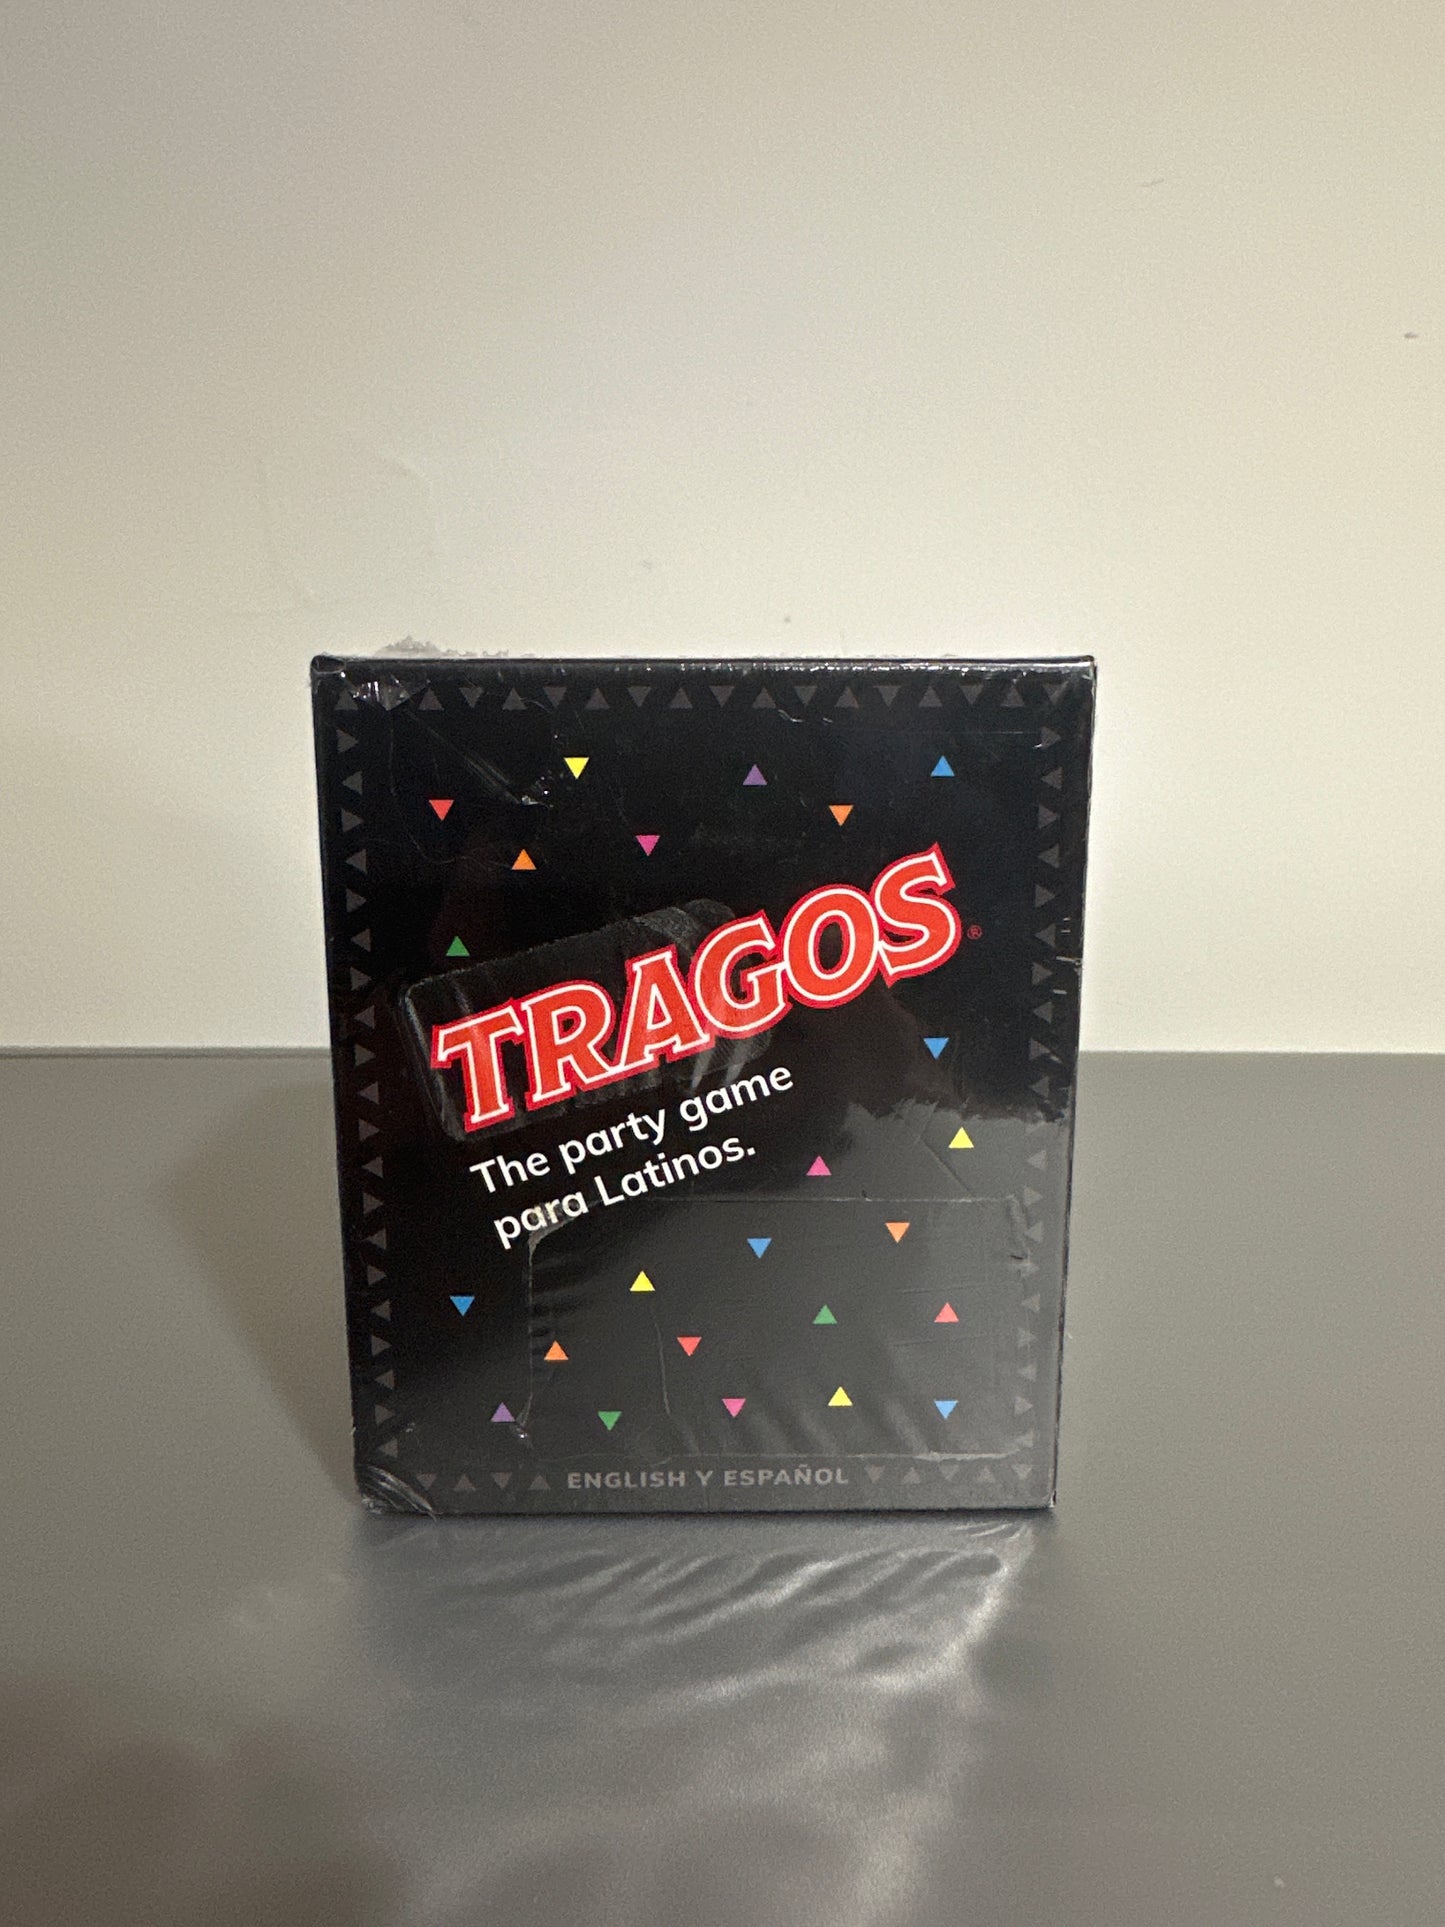 TRAGOS®
The party game
para Latinos.
ENGLISH Y ESPAÑOL